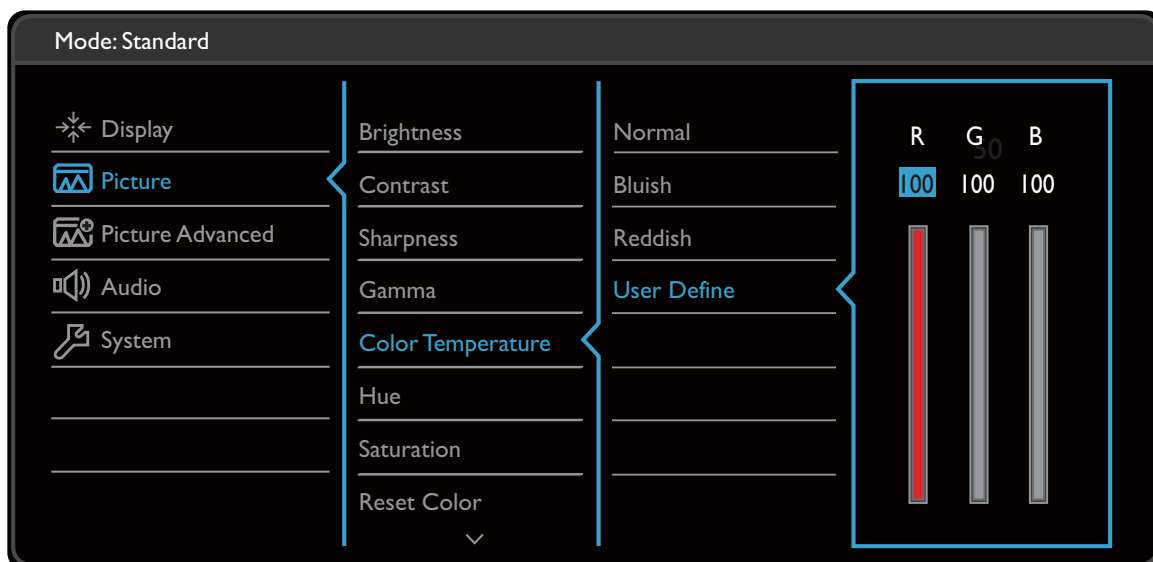 Mode: Standard
Display
Picture
Picture Advanced
Audio
System
Brightness
Contrast
Sharpness
Gamma
Color Temperature
Hue
Saturation
Reset Color
Normal
Bluish
Reddish
User Define
R G B
50
100 100 100